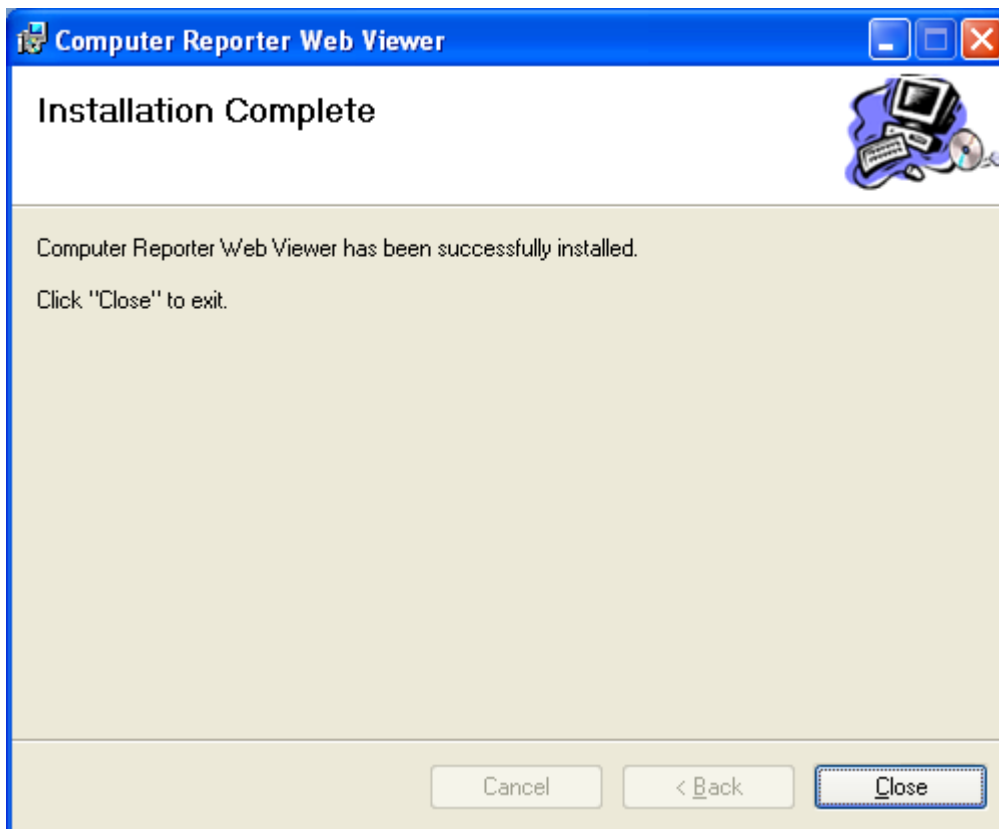 Computer Reporter Web Viewer
Installation Complete
Computer Reporter Web Viewer has been successfully installed.
Click "Close" to exit.
Cancel
< Back
Close